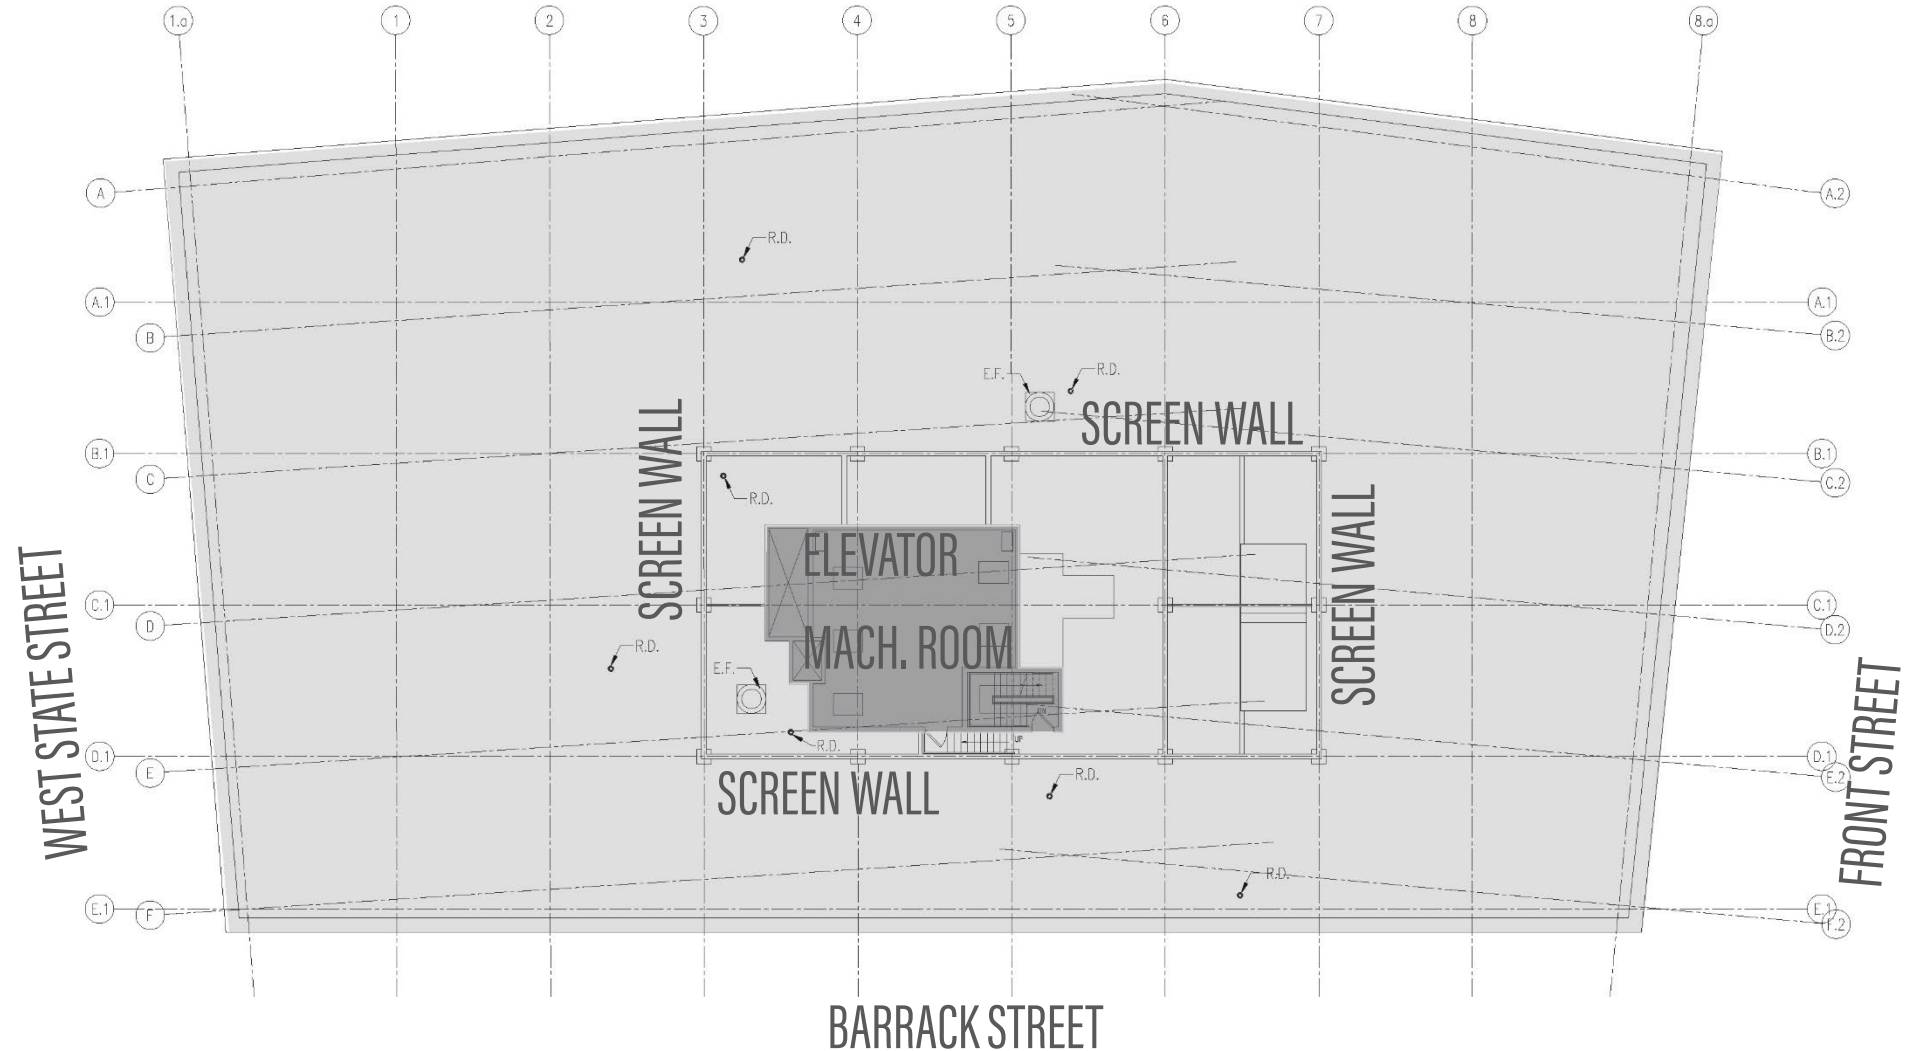 1.a
1
2
3
4
5
6
7
8
8.a
A
A.2
R.D.
A.1
A.1
B
B.2
E.F.
R.D.
SCREEN WALL
SCREEN WALL
B.1
B.1
C
C.2
R.D.
SCREEN WALL
ELEVATOR
MACH. ROOM
C.1
C.1
D
D.2
R.D.
E.F.
WEST STATE STREET
FRONT STREET
UP
R.D.
D.1
D.1
E
E.2
SCREEN WALL
R.D.
R.D.
E.1
E.1
F
F.2
BARRACK STREET